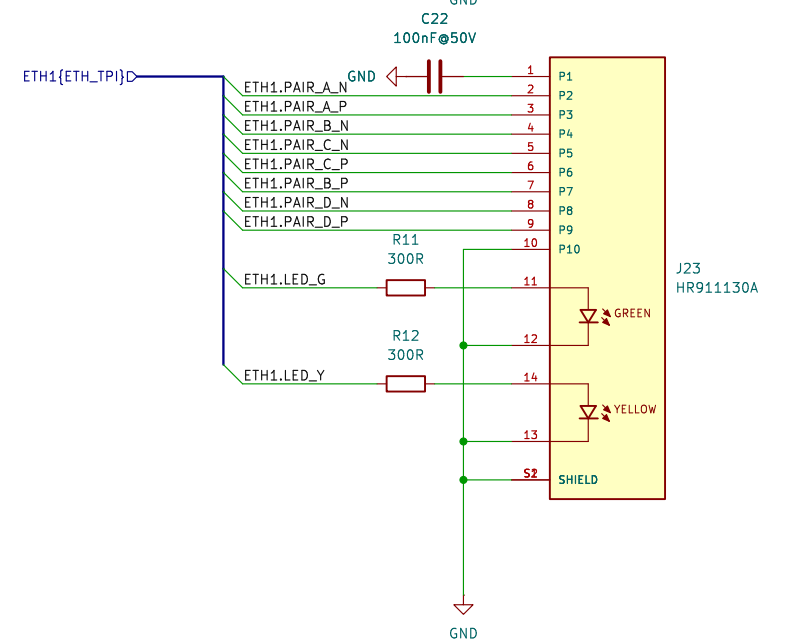 GND
C22
100nF@50V
GND
ETH1{ETH_TPI}
ETH1.PAIR_A_N
ETH1.PAIR_A_P
ETH1.PAIR_B_N
ETH1.PAIR_C_N
ETH1.PAIR_C_P
ETH1.PAIR_B_P
ETH1.PAIR_D_N
ETH1.PAIR_D_P
R11
300R
ETH1.LED_G
R12
300R
ETH1.LED_Y
1 P1
2 P2
3 P3
4 P4
5 P5
6 P6
7 P7
8 P8
9 P9
10 P10
11
GREEN
12
14
YELLOW
13
SHIELD
J23
HR911130A
GND